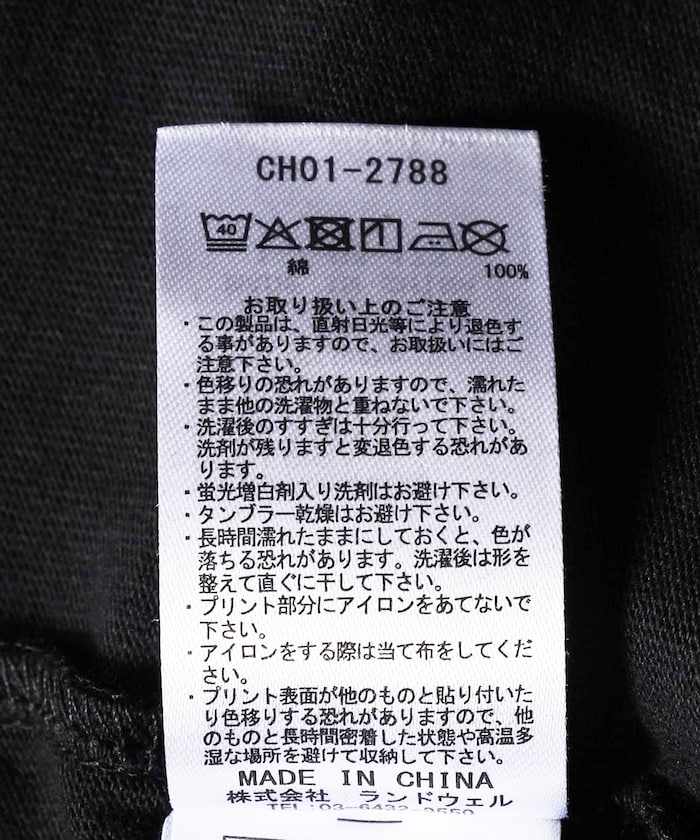 CH01-2788
40
綿 100%
お取り扱い上のご注意
・この製品は、直射日光等により退色す
る事がありますので、お取扱いにはご
注意下さい。
・色移りの恐れがありますので、濡れた
まま他の洗濯物と重ねないで下さい。
・洗濯後のすすぎは十分行って下さい。
洗剤が残りますと変退色する恐れがあ
ります。
・蛍光増白剤入り洗剤はお避け下さい。
・タンブラー乾燥はお避け下さい。
・長時間濡れたままにしておくと、色が
落ちる恐れがあります。洗濯後は形を
整えて直ぐに干して下さい。
・プリント部分にアイロンをあてないで
下さい。
・アイロンをする際は当て布をしてくだ
さい。
・プリント表面が他のものと貼り付いた
り色移りする恐れがありますので、他
のものと長時間密着した状態や高温多
湿な場所を避けて収納して下さい。
MADE IN CHINA
株式会社 ランドウェル
TEL:03-6432-